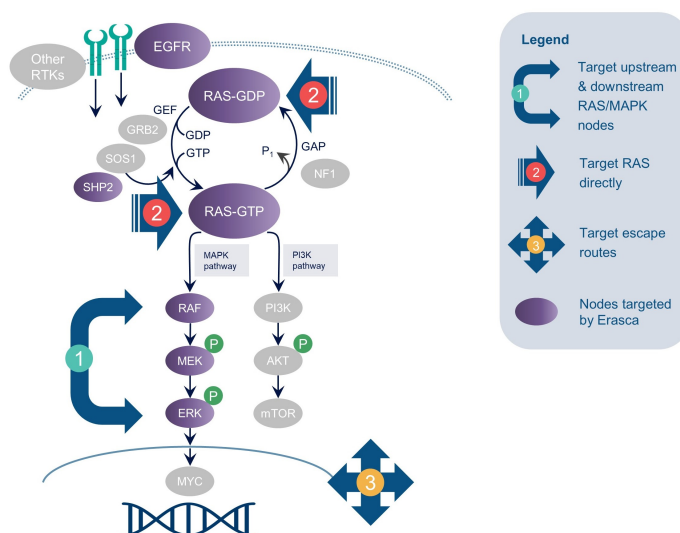 Other
RTKs
EGFR
RAS-GDP
2
GEF
GDP
GTP
GRB2
SOS1
SHP2
P1
GAP
NF1
2
RAS-GTP
MAPK
pathway
PI3K
pathway
RAF
PI3K
1
MEK
P
AKT
P
ERK
P
mTOR
MYC
3
Legend
1
Target upstream
& downstream
RAS/MAPK
nodes
2
Target RAS
directly
3
Target escape
routes
Nodes targeted
by Erasca